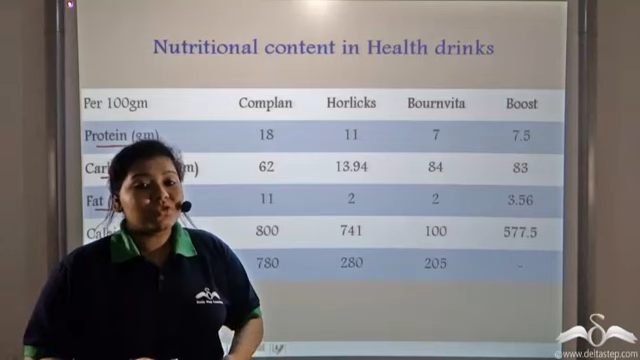 Nutritional content in Health drinks
Per 100gm Complan Horlicks Bournvita Boost
Protein (gm) 18 11 7 7.5
62 13.94 84 83
Fat 11 2 2 3.56
800 741 100 577.5
780 280 205 -
© www.deltastep.com